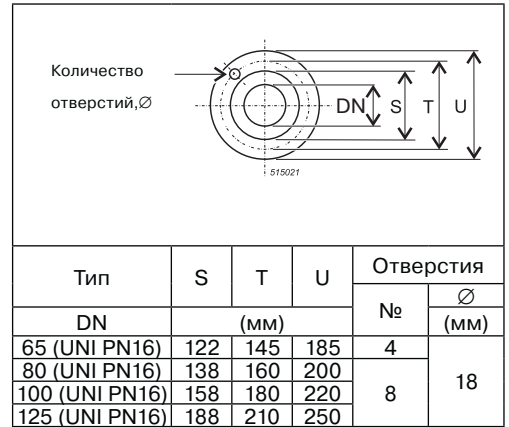 Количество
отверстий,∅
DN S T U
515021
Тип S T U Отверстия
№ ∅
DN (мм) (мм)
65 (UNI PN16) 122 145 185 4
80 (UNI PN16) 138 160 200
100 (UNI PN16) 158 180 220 8 18
125 (UNI PN16) 188 210 250